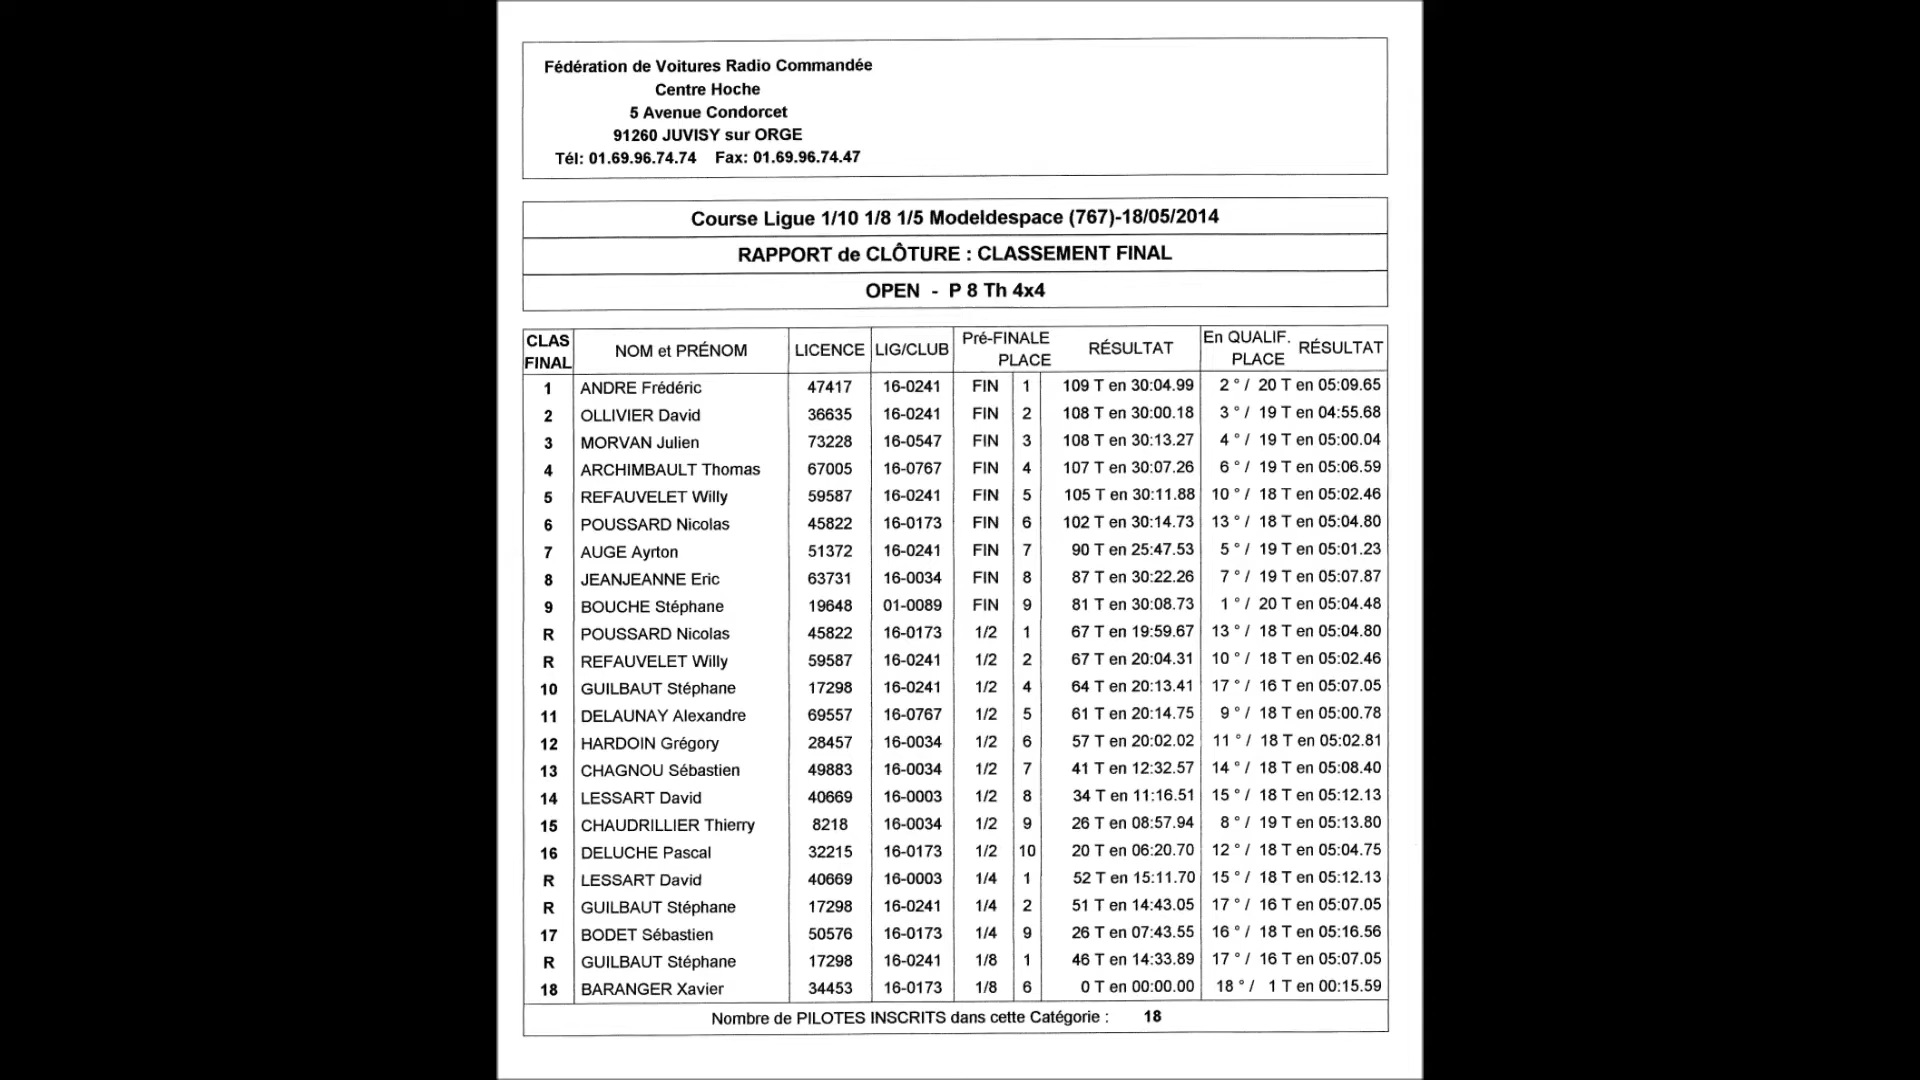 Fédération de Voitures Radio Commandée
Centre Hoche
5 Avenue Condorcet
91260 JUVISY sur ORGE
Tél: 01.69.96.74.74 Fax: 01.69.96.74.47
Course Ligue 1/10 1/8 1/5 Modeldespace (767)-18/05/2014
RAPPORT de CLÔTURE : CLASSEMENT FINAL
OPEN - P 8 Th 4x4
CLAS FINAL NOM et PRÉNOM LICENCE LIG/CLUB Pré-FINALE PLACE RÉSULTAT En QUALIF. PLACE RÉSULTAT
1 ANDRE Frédéric 47417 16-0241 FIN 1 109 T en 30:04.99 2 ° / 20 T en 05:09.65
2 OLLIVIER David 36635 16-0241 FIN 2 108 T en 30:00.18 3 ° / 19 T en 04:55.68
3 MORVAN Julien 73228 16-0547 FIN 3 108 T en 30:13.27 4 ° / 19 T en 05:00.04
4 ARCHIMBAULT Thomas 67005 16-0767 FIN 4 107 T en 30:07.26 6 ° / 19 T en 05:06.59
5 REFAUVELET Willy 59587 16-0241 FIN 5 105 T en 30:11.88 10 ° / 18 T en 05:02.46
6 POUSSARD Nicolas 45822 16-0173 FIN 6 102 T en 30:14.73 13 ° / 18 T en 05:04.80
7 AUGE Ayrton 51372 16-0241 FIN 7 90 T en 25:47.53 5 ° / 19 T en 05:01.23
8 JEANJEANNE Eric 63731 16-0034 FIN 8 87 T en 30:22.26 7 ° / 19 T en 05:07.87
9 BOUCHE Stéphane 19648 01-0089 FIN 9 81 T en 30:08.73 1 ° / 20 T en 05:04.48
R POUSSARD Nicolas 45822 16-0173 1/2 1 67 T en 19:59.67 13 ° / 18 T en 05:04.80
R REFAUVELET Willy 59587 16-0241 1/2 2 67 T en 20:04.31 10 ° / 18 T en 05:02.46
10 GUILBAUT Stéphane 17298 16-0241 1/2 4 64 T en 20:13.41 17 ° / 16 T en 05:07.05
11 DELAUNAY Alexandre 69557 16-0767 1/2 5 61 T en 20:14.75 9 ° / 18 T en 05:00.78
12 HARDOIN Grégory 28457 16-0034 1/2 6 57 T en 20:02.02 11 ° / 18 T en 05:02.81
13 CHAGNOU Sébastien 49883 16-0034 1/2 7 41 T en 12:32.57 14 ° / 18 T en 05:08.40
14 LESSART David 40669 16-0003 1/2 8 34 T en 11:16.51 15 ° / 18 T en 05:12.13
15 CHAUDRILLIER Thierry 8218 16-0034 1/2 9 26 T en 08:57.94 8 ° / 19 T en 05:13.80
16 DELUCHE Pascal 32215 16-0173 1/2 10 20 T en 06:20.70 12 ° / 18 T en 05:04.75
R LESSART David 40669 16-0003 1/4 1 52 T en 15:11.70 15 ° / 18 T en 05:12.13
R GUILBAUT Stéphane 17298 16-0241 1/4 2 51 T en 14:43.05 17 ° / 16 T en 05:07.05
17 BODET Sébastien 50576 16-0173 1/4 9 26 T en 07:43.55 16 ° / 18 T en 05:16.56
R GUILBAUT Stéphane 17298 16-0241 1/8 1 46 T en 14:33.89 17 ° / 16 T en 05:07.05
18 BARANGER Xavier 34453 16-0173 1/8 6 0 T en 00:00.00 18 ° / 1 T en 00:15.59
Nombre de PILOTES INSCRITS dans cette Catégorie : 18